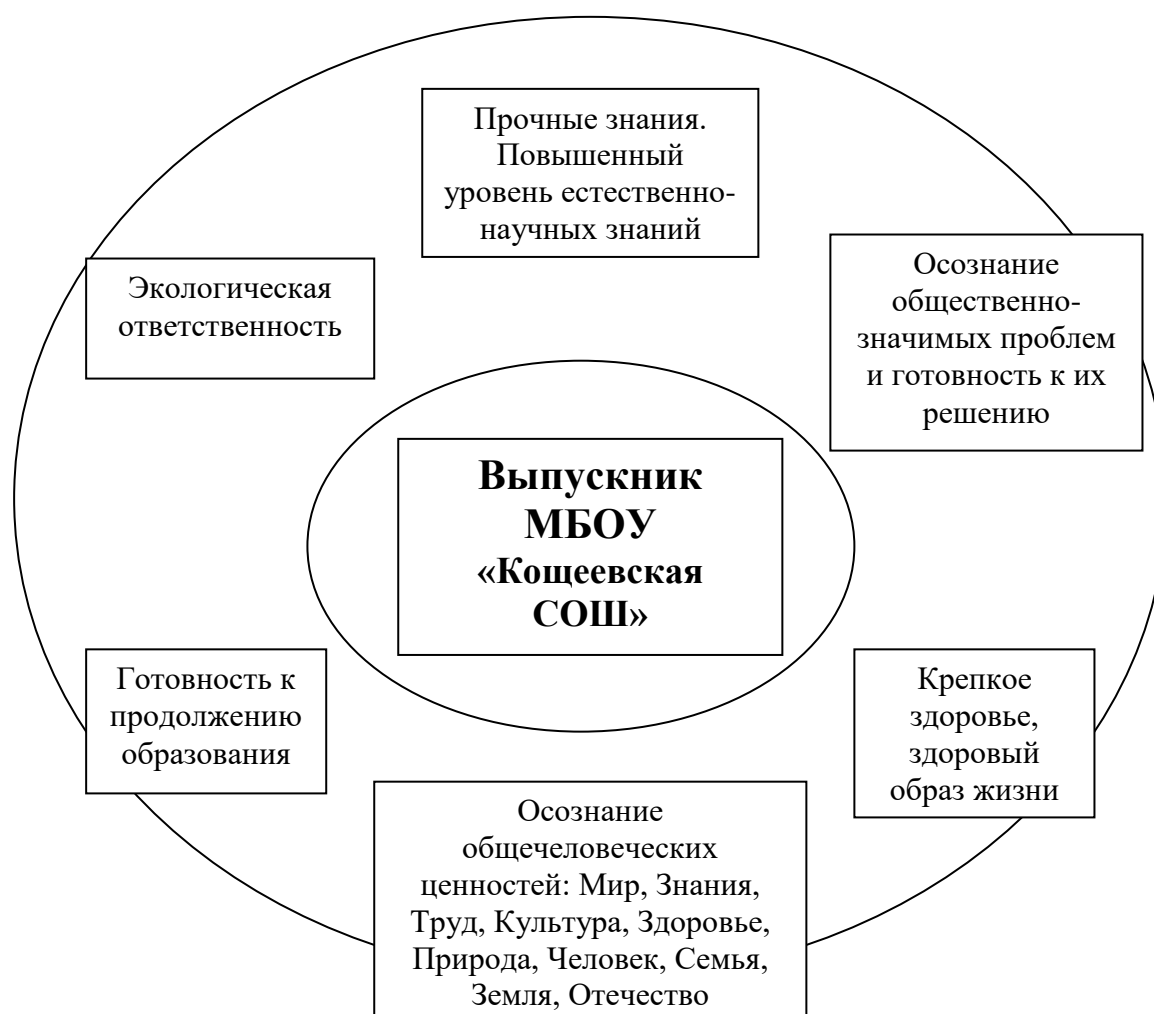 Прочные знания.
Повышенный
уровень естественно-
научных знаний
Экологическая
ответственность
Осознание
общественно-
значимых проблем
и готовность к их
решению
Выпускник
МБОУ
«Кощеевская
СОШ»
Готовность к
продолжению
образования
Крепкое
здоровье,
здоровый
образ жизни
Осознание
общечеловеческих
ценностей: Мир, Знания,
Труд, Культура, Здоровье,
Природа, Человек, Семья,
Земля, Отечество